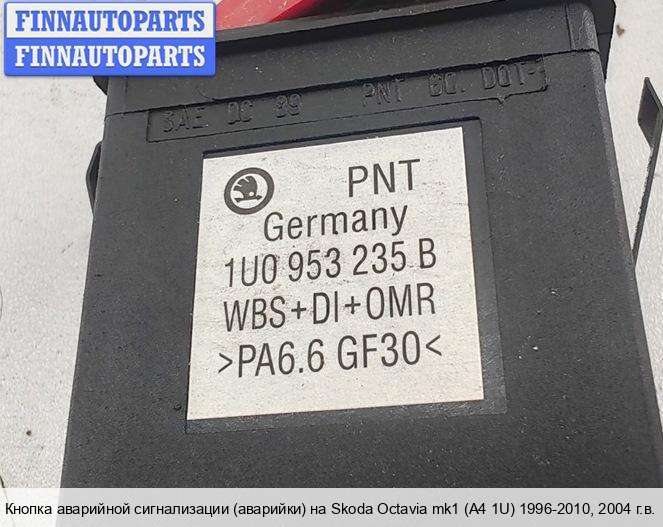 FINNAUTOPARTS
FINNAUTOPARTS
PNT
Germany
1U0 953 235 B
WBS+DI+OMR
>PA6.6 GF30<
Кнопка аварийной сигнализации (аварийки) на Skoda Octavia mk1 (A4 1U) 1996-2010, 2004 г.в.